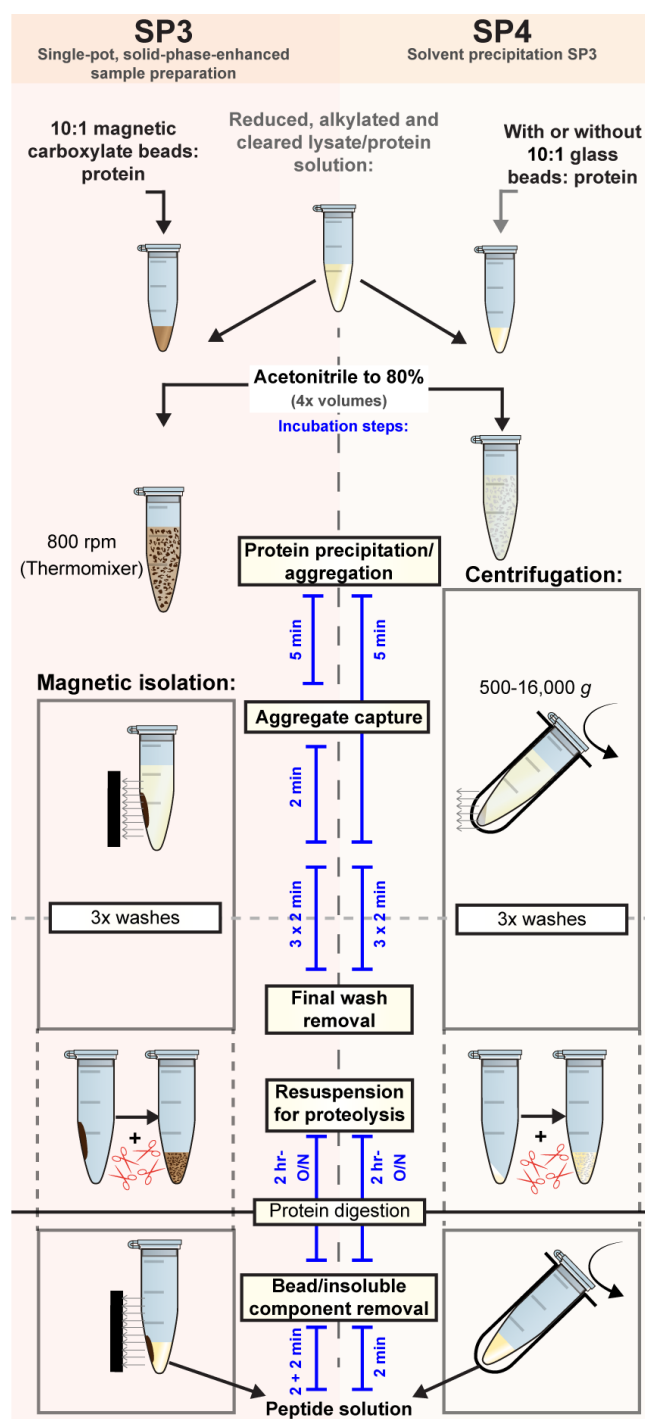 SP3
Single-pot, solid-phase-enhanced
sample preparation
SP4
Solvent precipitation SP3
10:1 magnetic
carboxylate beads:
protein
Reduced, alkylated and
cleared lysate/protein
solution:
With or without
10:1 glass
beads: protein
Acetonitrile to 80%
(4x volumes)
Incubation steps:
800 rpm
(Thermomixer)
Protein precipitation/
aggregation
Centrifugation:
5 min
5 min
Magnetic isolation:
500-16,000 g
Aggregate capture
2 min
3x washes
3 x 2 min
3 x 2 min
3x washes
Final wash
removal
Resuspension
for proteolysis
+
+
2 hr-
O/N
2 hr-
O/N
Protein digestion
Bead/insoluble
component removal
2 + 2 min
2 min
Peptide solution